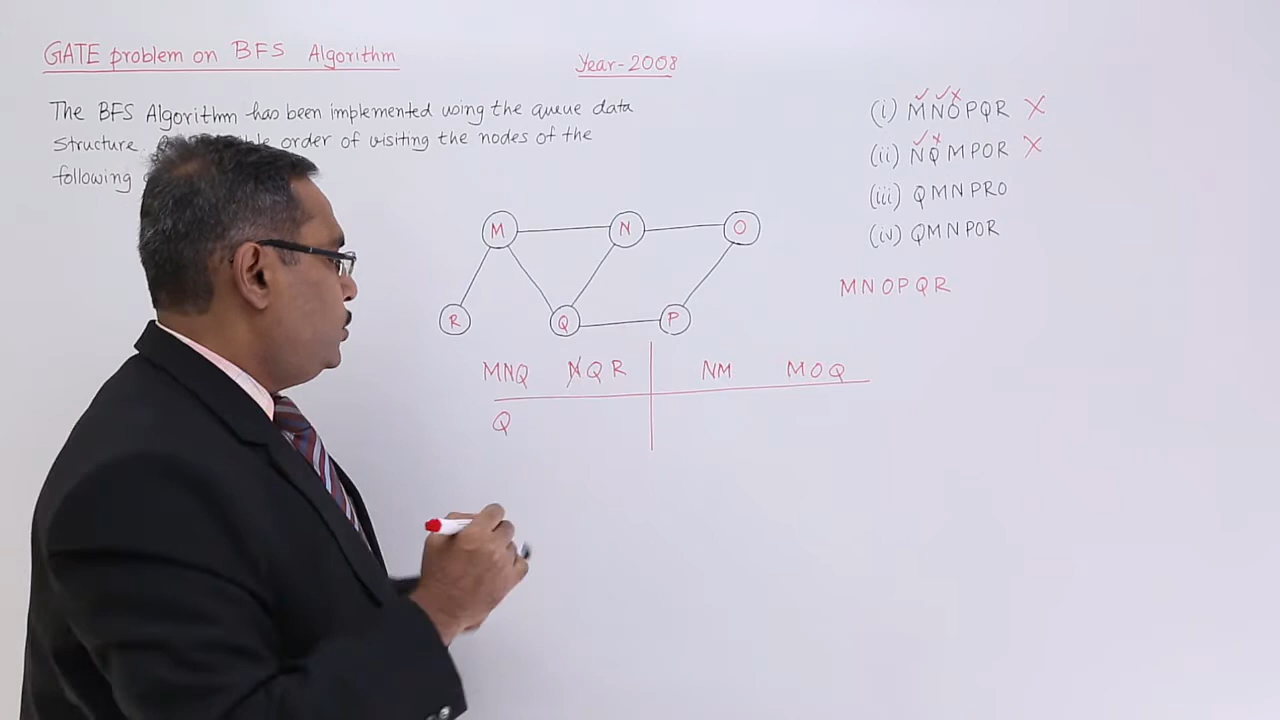 GATE problem on BFS Algorithm Year-2008
The BFS Algorithm has been implemented using the queue data
structure. order of visiting the nodes of the
following
(i) MNOPQR X
(ii) NQMPOR X
(iii) QMNPRO
(iv) QMNPOR
MNOPQR
M N O
R Q P
MNQ NQR NM MOQ
Q